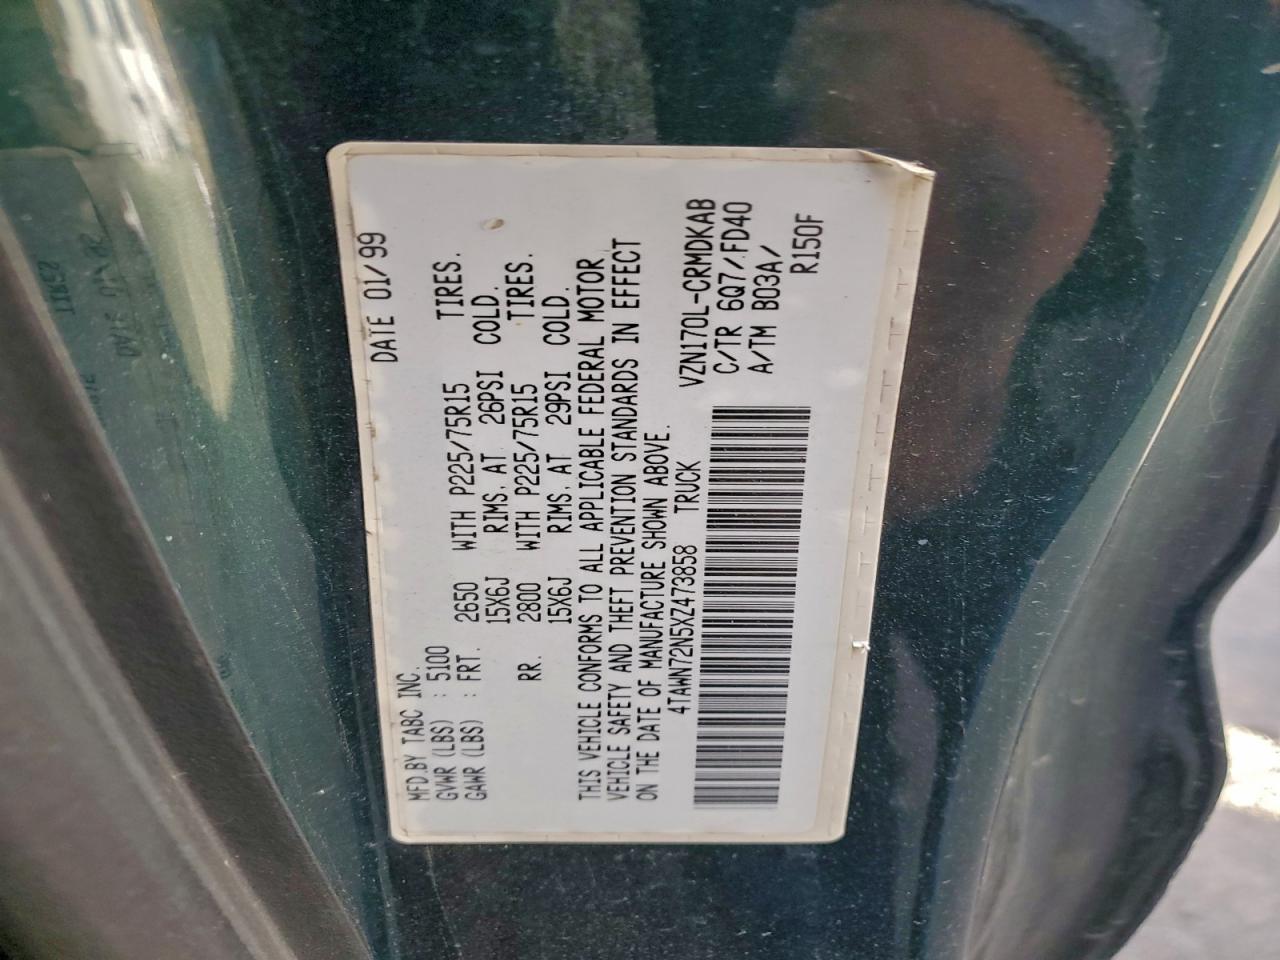 DATE 01/99
MFD.BY TABC INC.
GVWR (LBS) : 5100
GAWR (LBS) : FRT. 2650 WITH P225/75R15 TIRES.
15X6J RIMS, AT 26PSI COLD.
RR. 2800 WITH P225/75R15 TIRES.
15X6J RIMS, AT 29PSI COLD.
THIS VEHICLE CONFORMS TO ALL APPLICABLE FEDERAL MOTOR
VEHICLE SAFETY AND THEFT PREVENTION STANDARDS IN EFFECT
ON THE DATE OF MANUFACTURE SHOWN ABOVE.
4TAWN72N5XZ473858 TRUCK
VZN170L-CRMDKAB
C/TR 6Q7/FD40
A/TM B03A/
R150F